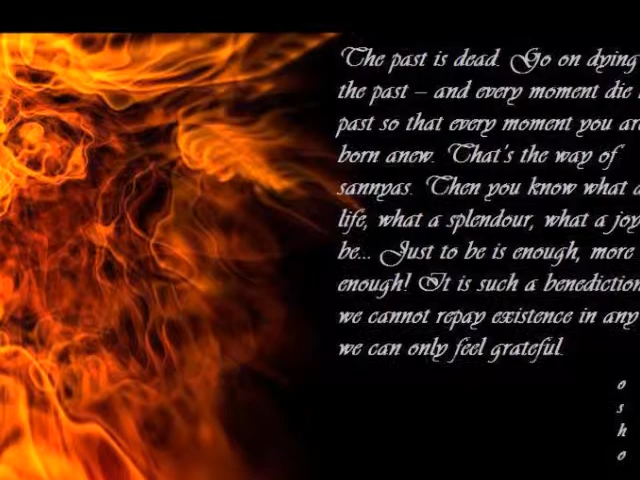 The past is dead. Go on dying
the past – and every moment die
past so that every moment you
born anew. That's the way of
sannyas. Then you know what a
life, what a splendour, what a joy
be... Just to be is enough, more
enough! It is such a benediction
we cannot repay existence in any
we can only feel grateful.
o
s
h
o